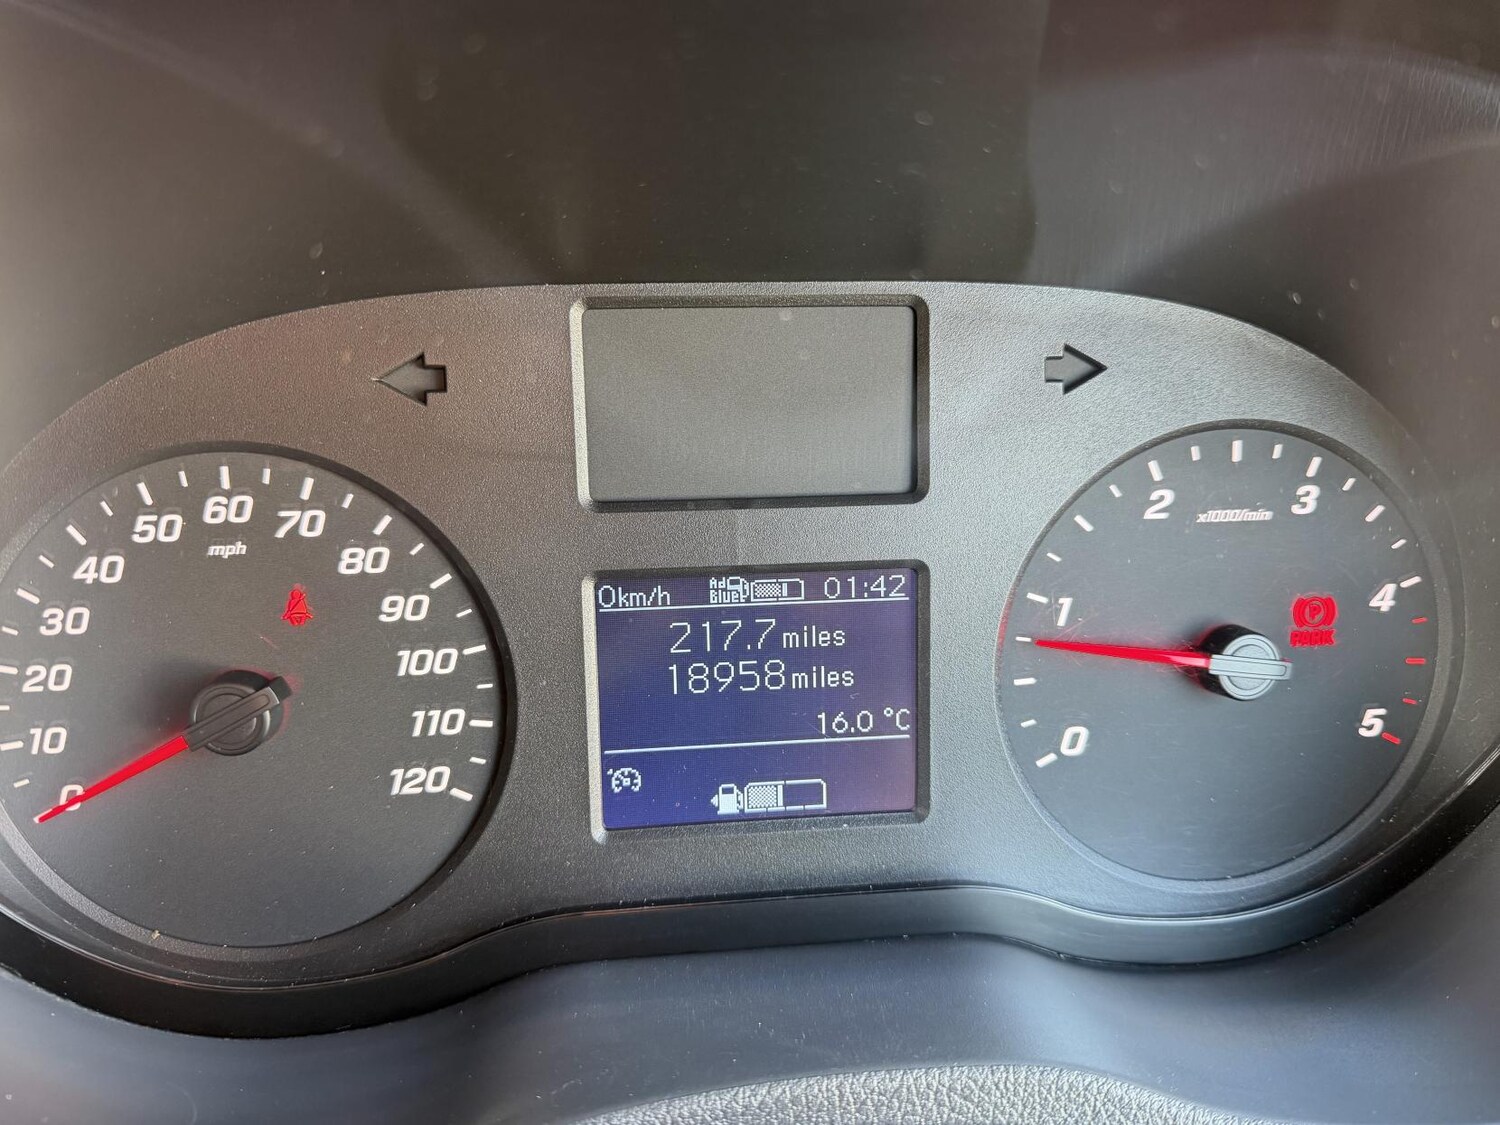 0km/h Ad Blue 01:42
217.7 miles
18958 miles
16.0 °C
0 10 20 30 40 50 60 70 80 90 100 110 120
mph
0 1 2 3 4 5
x1000/min
P
PARK